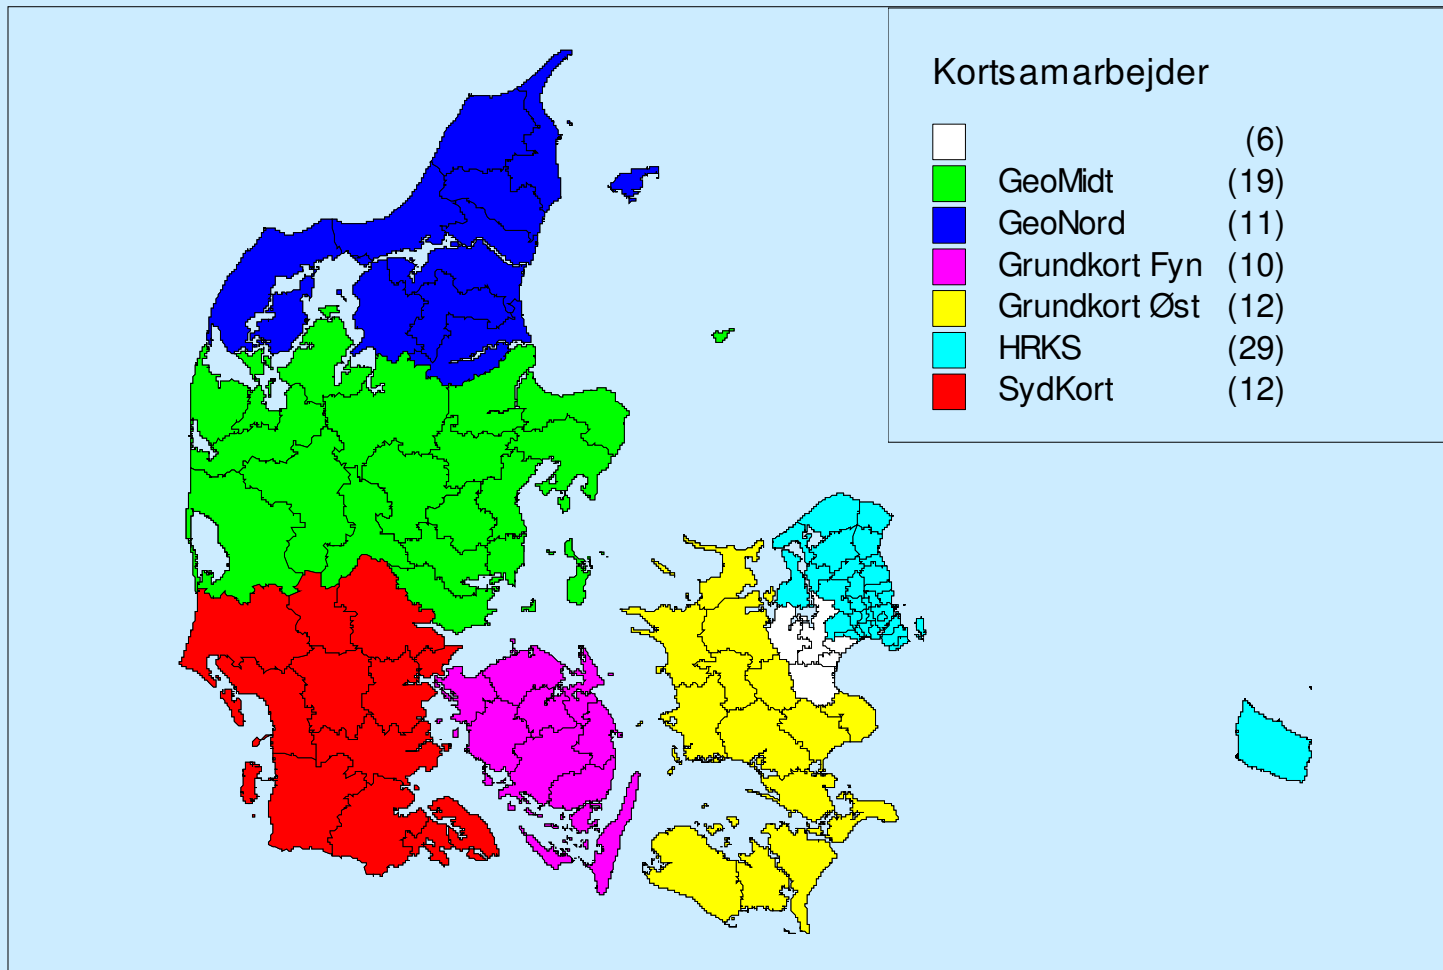 Kortsamarbejder
(6)
GeoMidt (19)
GeoNord (11)
Grundkort Fyn (10)
Grundkort Øst (12)
HRKS (29)
SydKort (12)